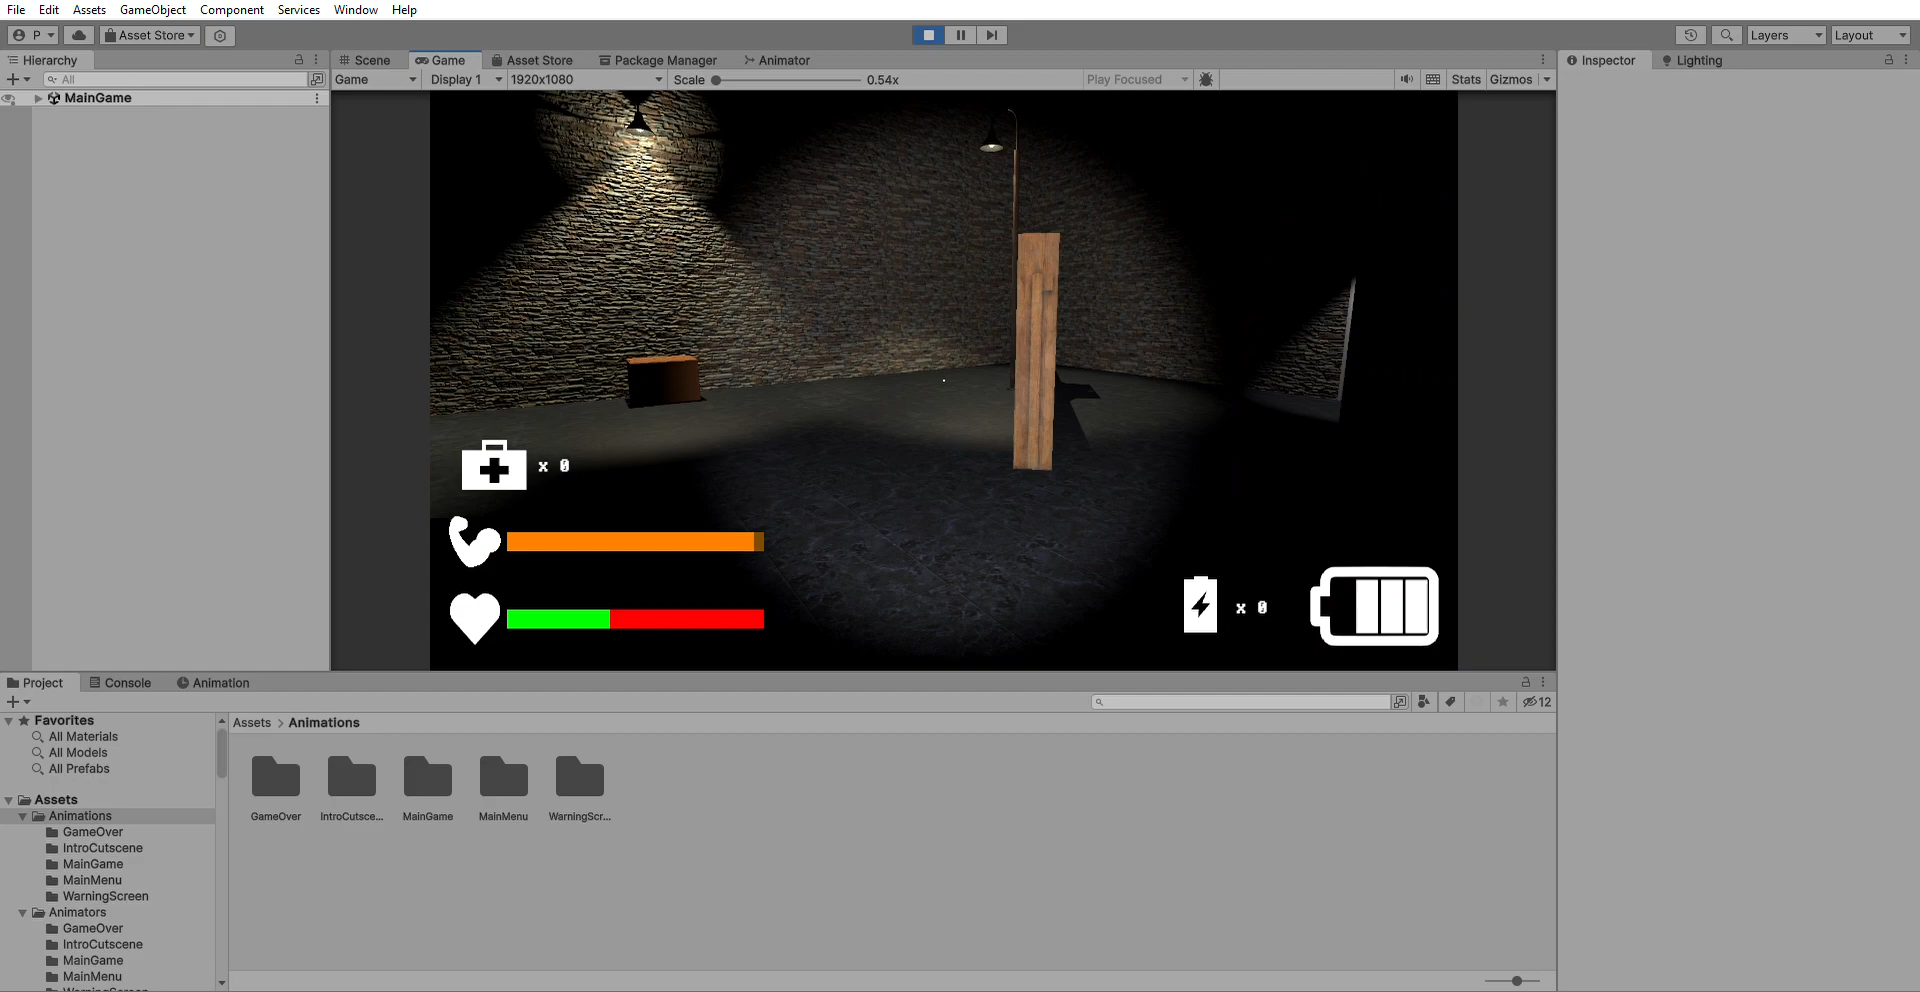 File Edit Assets GameObject Component Services Window Help
P Asset Store Layers Layout
Hierarchy Scene Game Asset Store Package Manager Animator Inspector Lighting
All Game Display 1 1920x1080 Scale 0.54x Play Focused Stats Gizmos
MainGame
x 0
x 0
Project Console Animation
12
Favorites
All Materials
All Models
All Prefabs
Assets
Animations
GameOver
IntroCutscene
MainGame
MainMenu
WarningScreen
Animators
GameOver
IntroCutscene
MainGame
MainMenu
WarningScreen
Assets > Animations
GameOver IntroCutsce... MainGame MainMenu WarningScr...